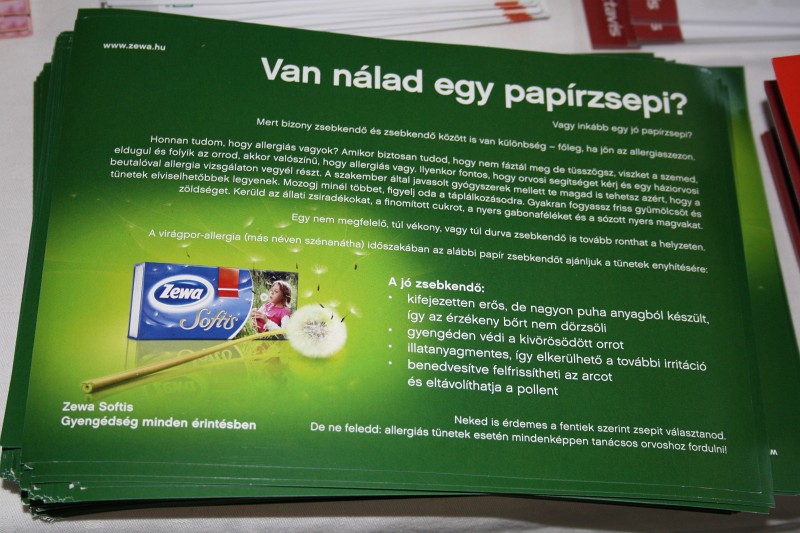 www.zewa.hu
Van nálad egy papírzsepi?
Vagy inkább egy jó papírzsepi?
Mert bizony zsebkendő és zsebkendő között is van különbség – főleg, ha jön az allergiaszezon.
Honnan tudom, hogy allergiás vagyok? Amikor biztosan tudod, hogy nem fáztál meg de tüsszögsz, viszket a szemed,
eldugul és folyik az orrod, akkor valószínű, hogy allergiás vagy. Ilyenkor fontos, hogy orvosi segítséget kérj és egy háziorvosi
beutalóval allergia vizsgálaton vegyél részt. A szakember által javasolt gyógyszerek mellett te magad is tehetsz azért, hogy a
tünetek elviselhetőbbek legyenek. Mozogj minél többet, figyelj oda a táplálkozásodra. Gyakran fogyassz friss gyümölcsöt és
zöldséget. Kerüld az állati zsiradékokat, a finomított cukrot, a nyers gabonaféléket és a sózott nyers magvakat.
Egy nem megfelelő, túl vékony, vagy túl durva zsebkendő is tovább ronthat a helyzeten.
A virágpor-allergia (más néven szénanátha) időszakában az alábbi papír zsebkendőt ajánljuk a tünetek enyhítésére:
A jó zsebkendő:
• kifejezetten erős, de nagyon puha anyagból készült,
így az érzékeny bőrt nem dörzsöli
• gyengéden védi a kivörösödött orrot
• illatanyagmentes, így elkerülhető a további irritáció
• benedvesítve felfrissítheti az arcot
és eltávolíthatja a pollent
Zewa
Softis
Zewa Softis
Gyengédség minden érintésben
Neked is érdemes a fentiek szerint zsepit választanod.
De ne feledd: allergiás tünetek esetén mindenképpen tanácsos orvoshoz fordulni!